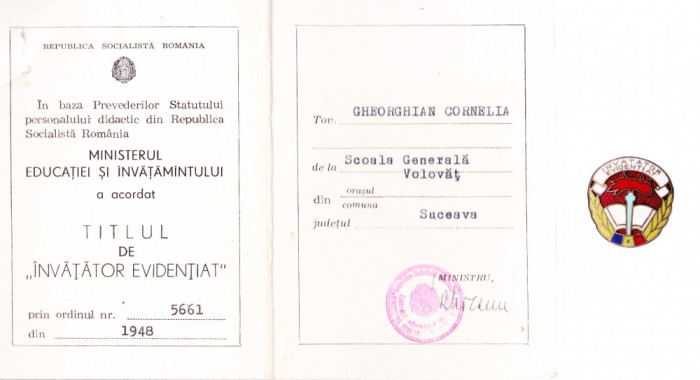 REPUBLICA SOCIALISTĂ ROMÂNIA
În baza Prevederilor Statutului
personalului didactic din Republica
Socialistă România
MINISTERUL
EDUCAȚIEI ȘI ÎNVĂȚĂMÎNTULUI
a acordat
TITLUL
DE
„ÎNVĂȚĂTOR EVIDENȚIAT“
prin ordinul nr. 5661
din 1948
Tov. GHEORGHIAN CORNELIA
de la Scoala Generală
Volovăț
din orașul
comuna
județul Suceava
MINISTRU,
ÎNVĂȚĂTOR
EVIDENȚIAT